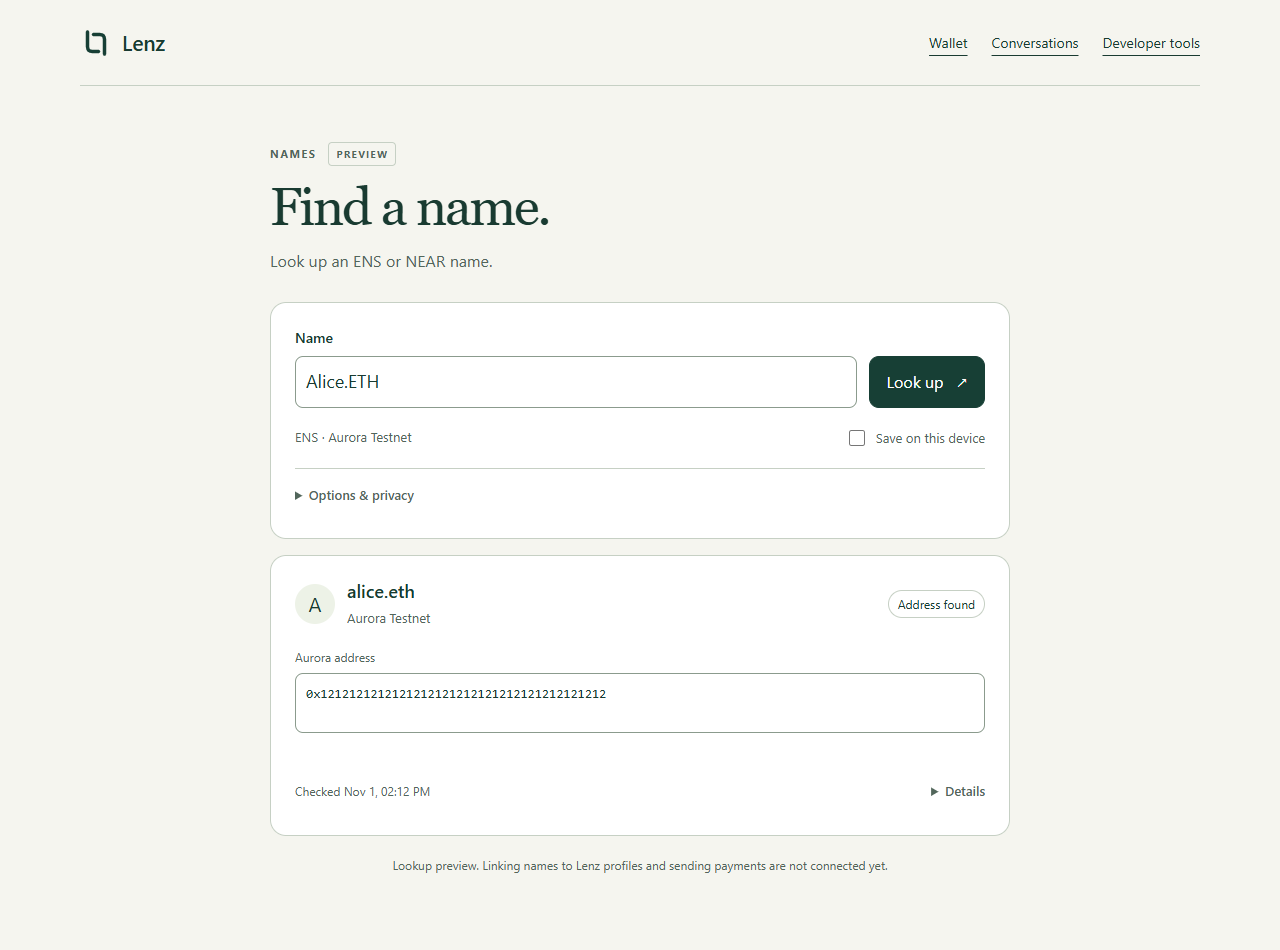 Lenz
Wallet Conversations Developer tools
NAMES PREVIEW
Find a name.
Look up an ENS or NEAR name.
Name
Alice.ETH
Look up ↗
ENS · Aurora Testnet
Save on this device
▶ Options & privacy
A
alice.eth
Aurora Testnet
Address found
Aurora address
0x1212121212121212121212121212121212121212
Checked Nov 1, 02:12 PM
▶ Details
Lookup preview. Linking names to Lenz profiles and sending payments are not connected yet.